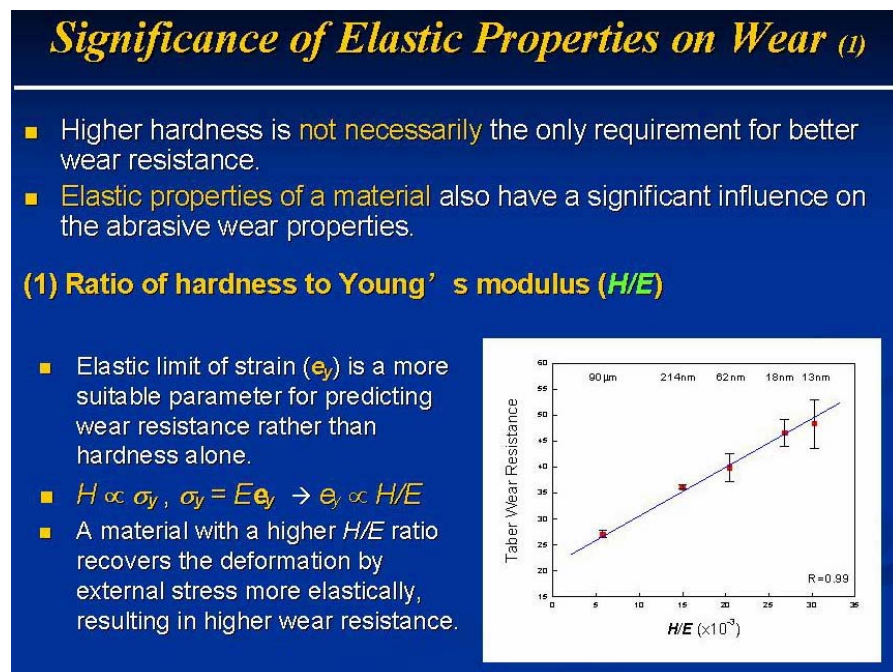 Significance of Elastic Properties on Wear (1)
■ Higher hardness is not necessarily the only requirement for better
wear resistance.
■ Elastic properties of a material also have a significant influence on
the abrasive wear properties.
(1) Ratio of hardness to Young’ s modulus (H/E)
■ Elastic limit of strain (ey) is a more
suitable parameter for predicting
wear resistance rather than
hardness alone.
■ H ∝ σy , σy = Eey → ey ∝ H/E
■ A material with a higher H/E ratio
recovers the deformation by
external stress more elastically,
resulting in higher wear resistance.
Taber Wear Resistance
60
55
50
45
40
35
30
25
20
15
90μm 214nm 62nm 18nm 13nm
R=0.99
0 5 10 15 20 25 30 35
H/E (x10⁻³)